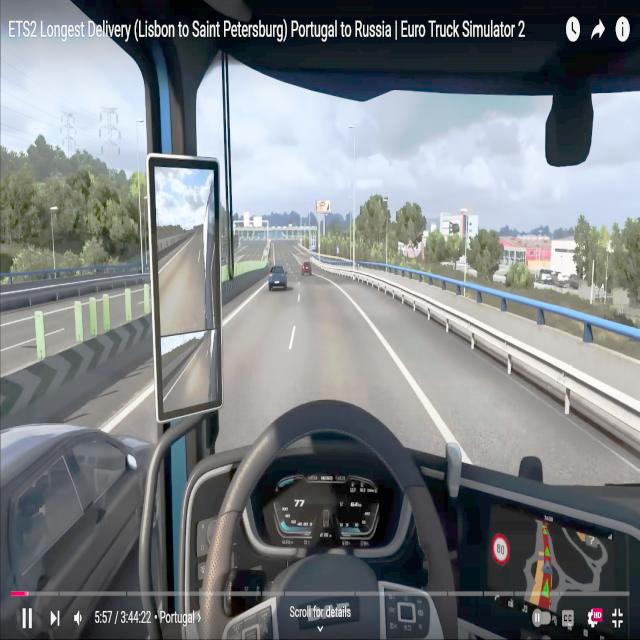 ETS2 Longest Delivery (Lisbon to Saint Petersburg) Portugal to Russia | Euro Truck Simulator 2
77
80
Scroll for details
5:57 / 3:44:22 • Portugal
HD